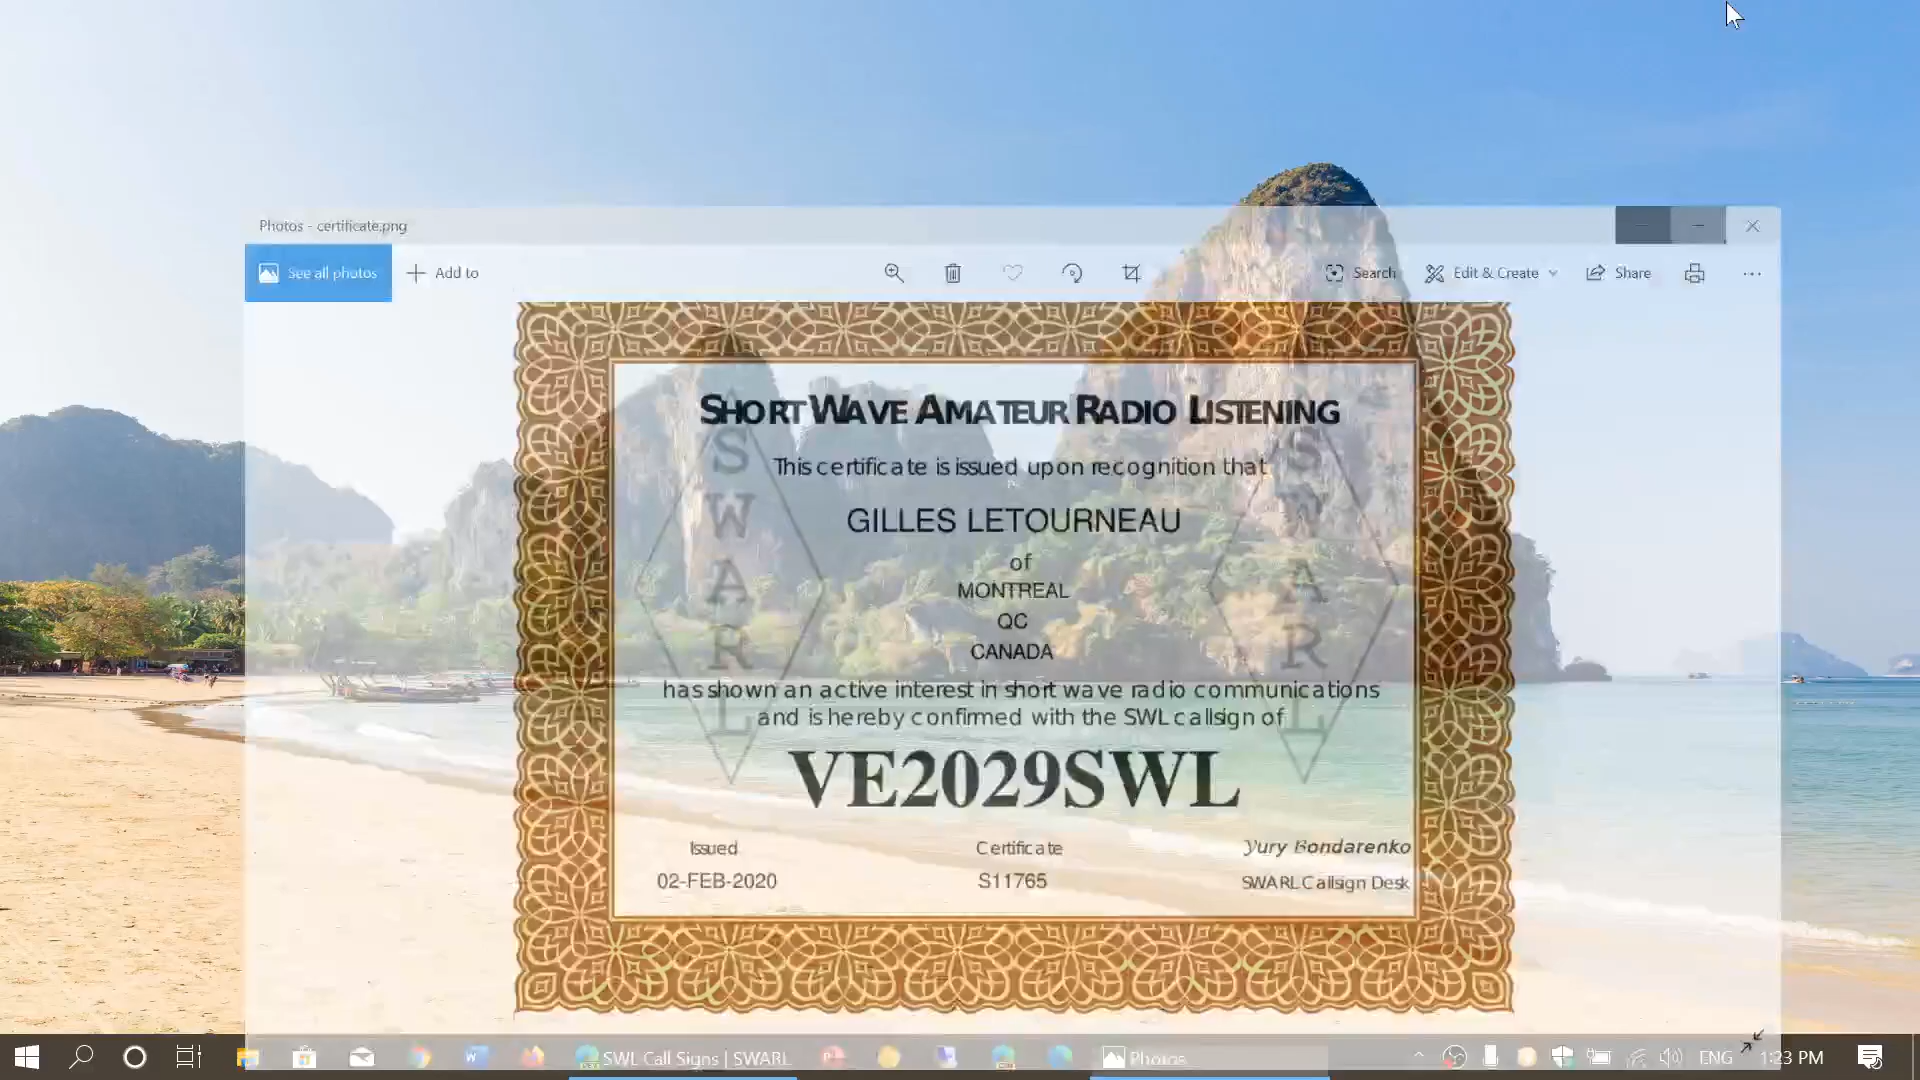 Photos - certificate.png
See all photos
Add to
Search
Edit & Create
Share
SHORT WAVE AMATEUR RADIO LISTENING
This certificate is issued upon recognition that
GILLES LETOURNEAU
of
MONTREAL
QC
CANADA
has shown an active interest in short wave radio communications
and is hereby confirmed with the SWL callsign of
VE2029SWL
Issued
Certificate
Yury Bondarenko
02-FEB-2020
S11765
SWARL Callsign Desk
S
W
A
R
L
S
W
A
R
L
SWL Call Signs | SWARL
Photos
ENG
1:23 PM